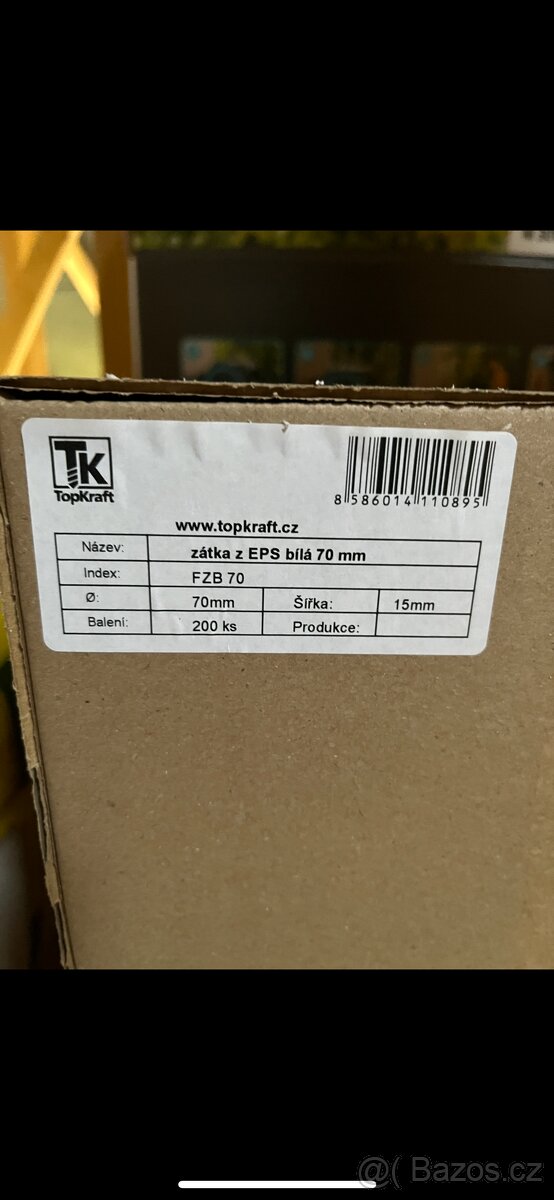 TK
TopKraft
8 586014 110895
www.topkraft.cz
Název: zátka z EPS bílá 70 mm
Index: FZB 70
Ø: 70mm Šířka: 15mm
Balení: 200 ks Produkce:
@( Bazos.cz